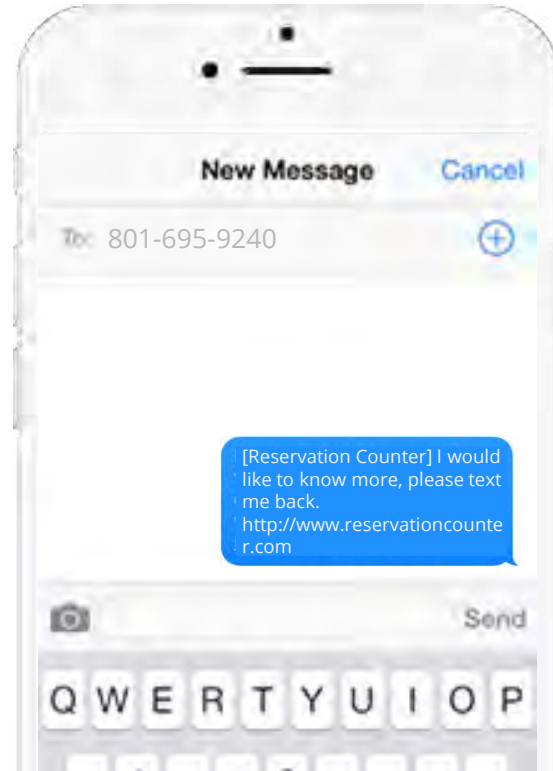 New Message Cancel
To: 801-695-9240
[Reservation Counter] I would
like to know more, please text
me back.
http://www.reservationcounte
r.com
Send
Q W E R T Y U I O P